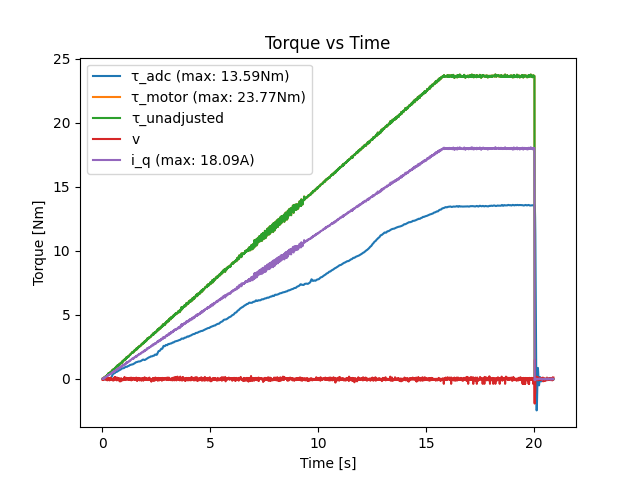 Torque vs Time
25
20
15
10
5
0
Torque [Nm]
τ_adc (max: 13.59Nm)
τ_motor (max: 23.77Nm)
τ_unadjusted
v
i_q (max: 18.09A)
0
5
10
15
20
Time [s]